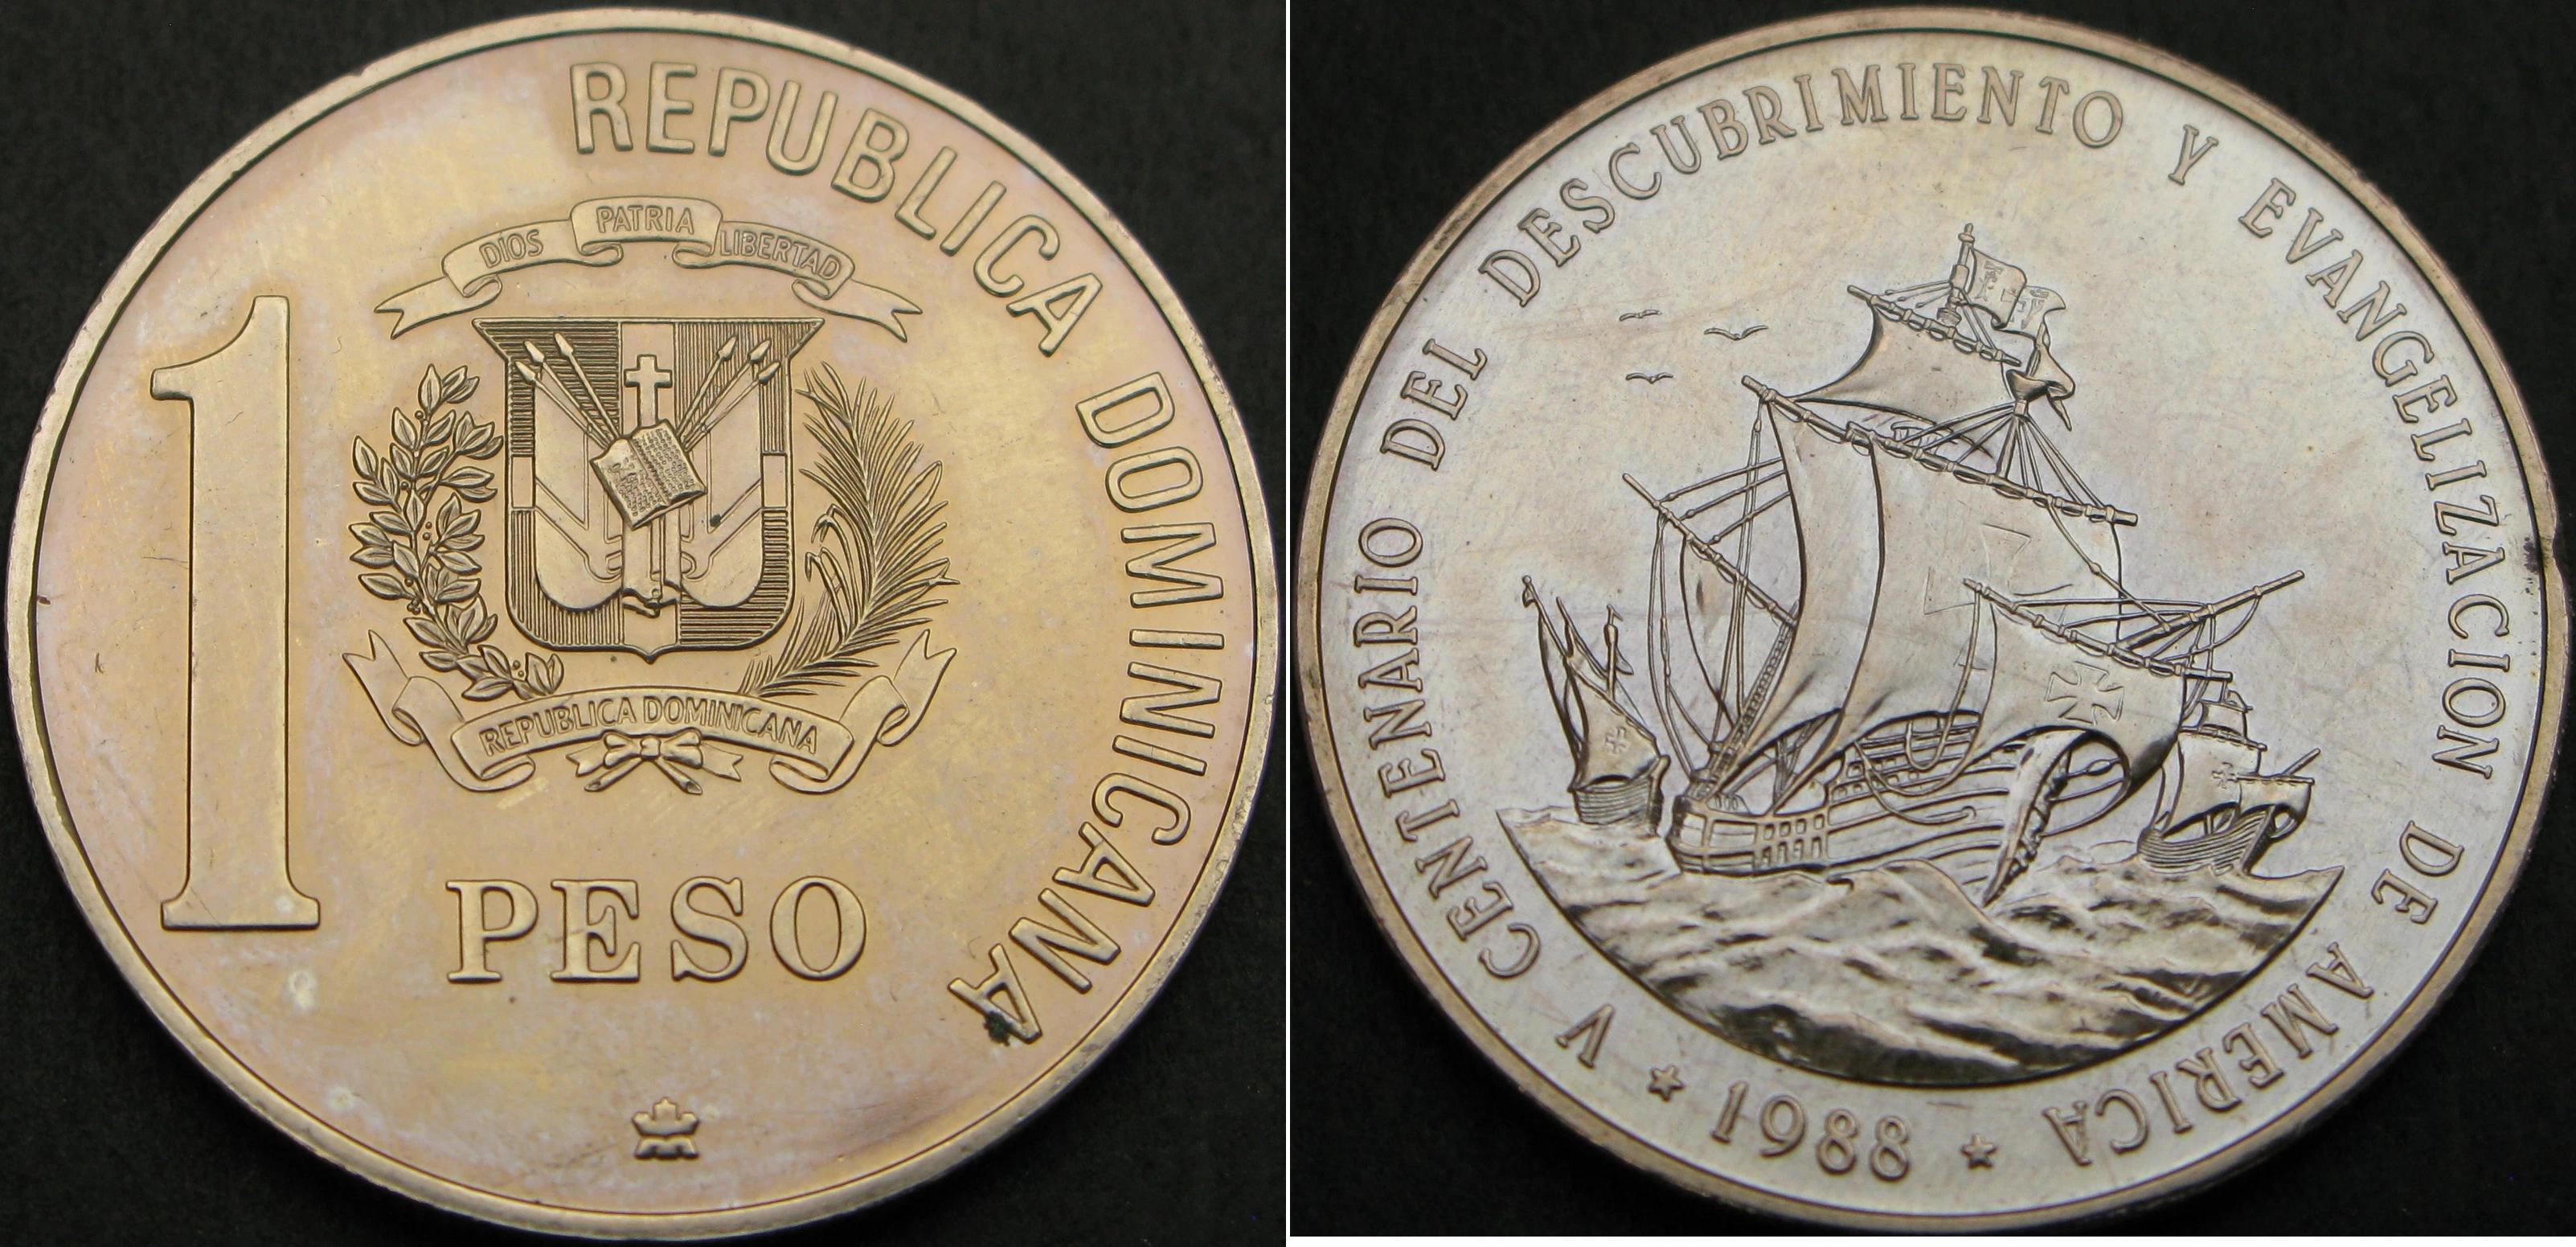 REPUBLICA DOMINICANA
DIOS PATRIA LIBERTAD
REPUBLICA DOMINICANA
1
PESO
V CENTENARIO DEL DESCUBRIMIENTO Y EVANGELIZACION DE AMERICA
★ 1988 ★